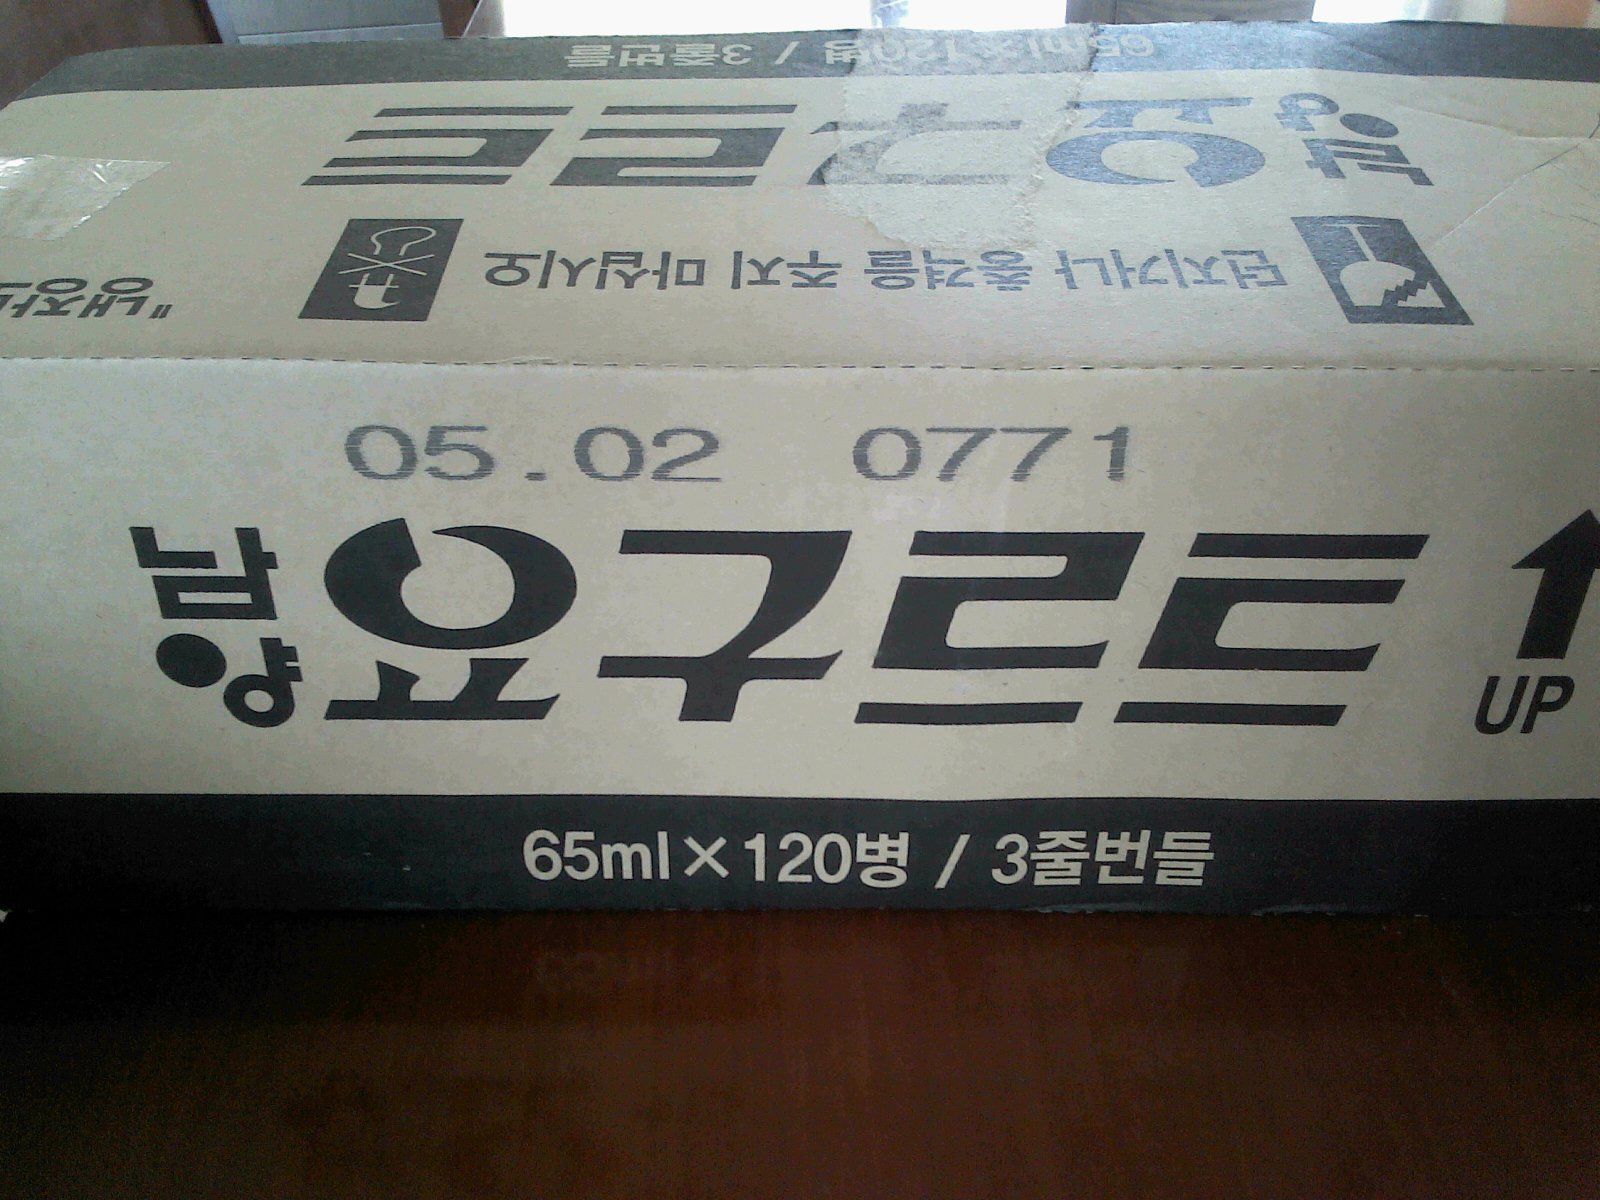 65ml×120병 / 3줄번들
남양 요구르트
던지거나 충격을 주지 마십시오
"냉장
05.02 0771
남양 요구르트
UP
65ml×120병 / 3줄번들